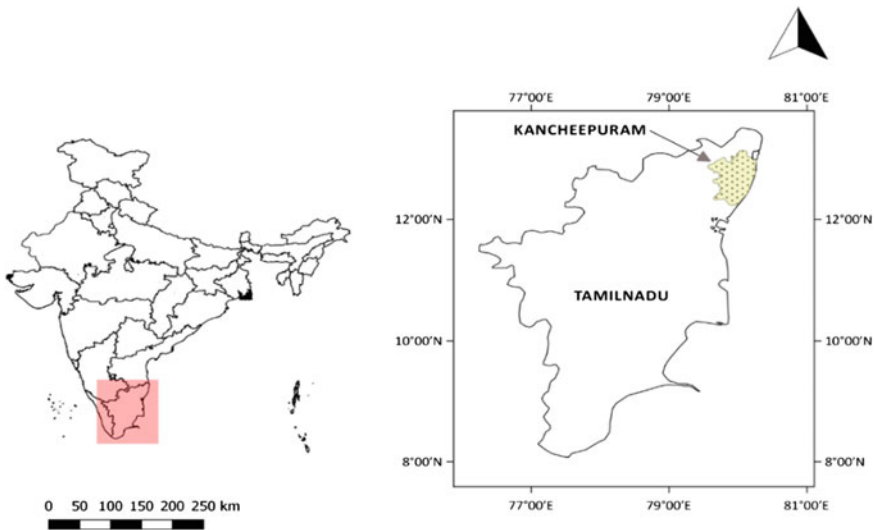 77°00'E 79°00'E 81°00'E
KANCHEEPURAM
12°00'N 12°00'N
TAMILNADU
10°00'N 10°00'N
8°00'N 8°00'N
77°00'E 79°00'E 81°00'E
0 50 100 150 200 250 km